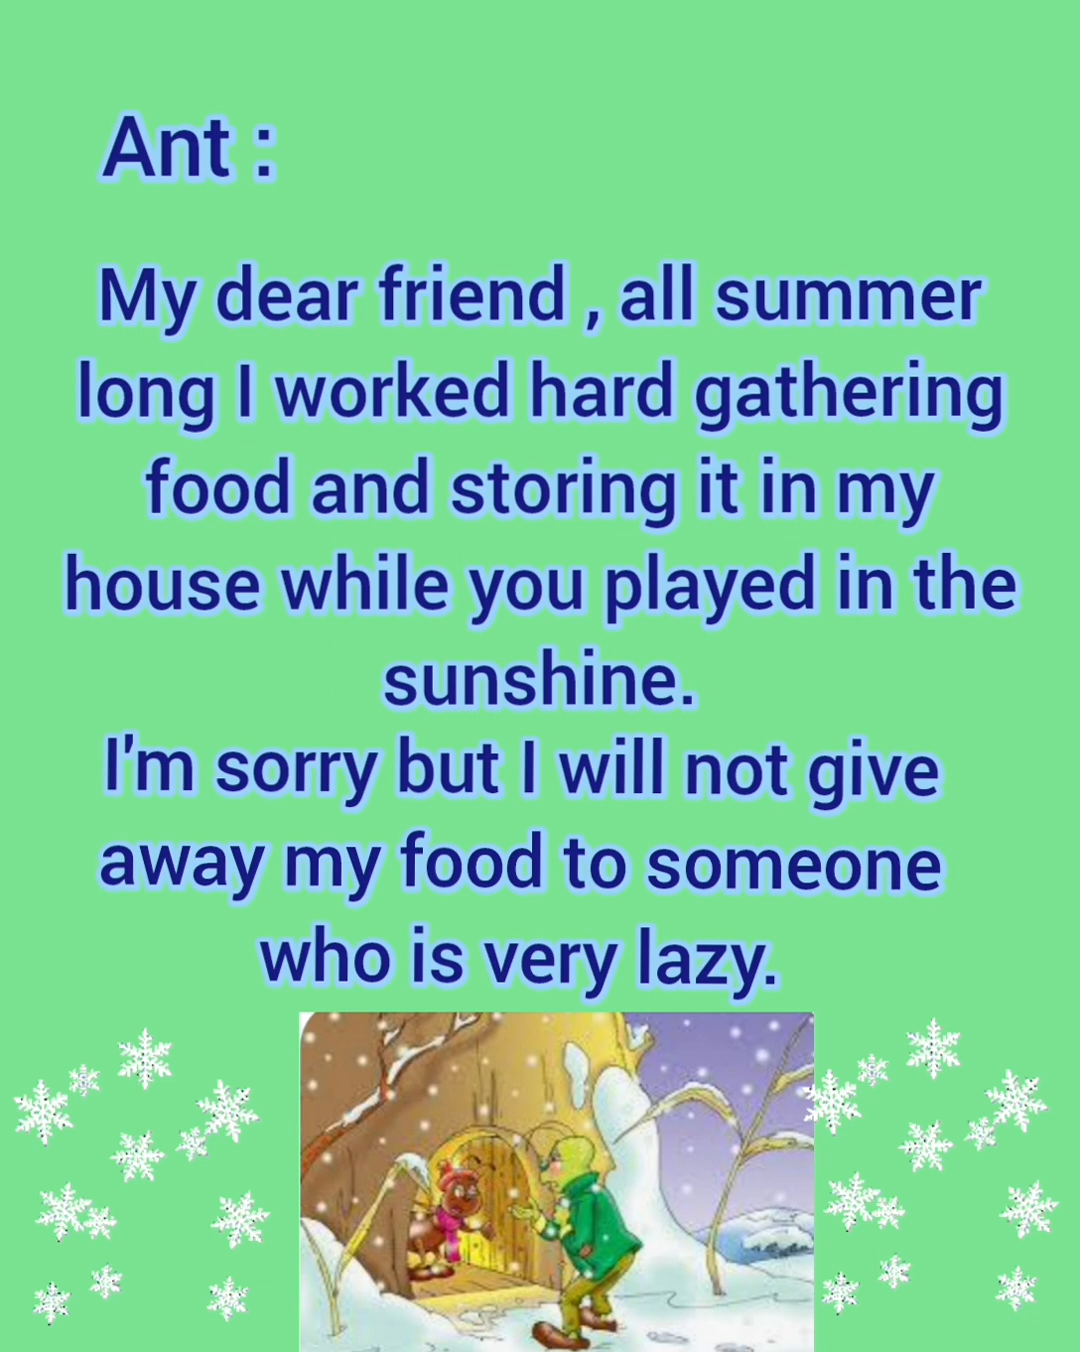 Ant :
My dear friend , all summer
long I worked hard gathering
food and storing it in my
house while you played in the
sunshine.
I'm sorry but I will not give
away my food to someone
who is very lazy.